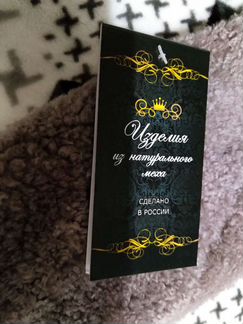 Изделия
из натурального
меха
СДЕЛАНО
В РОССИИ